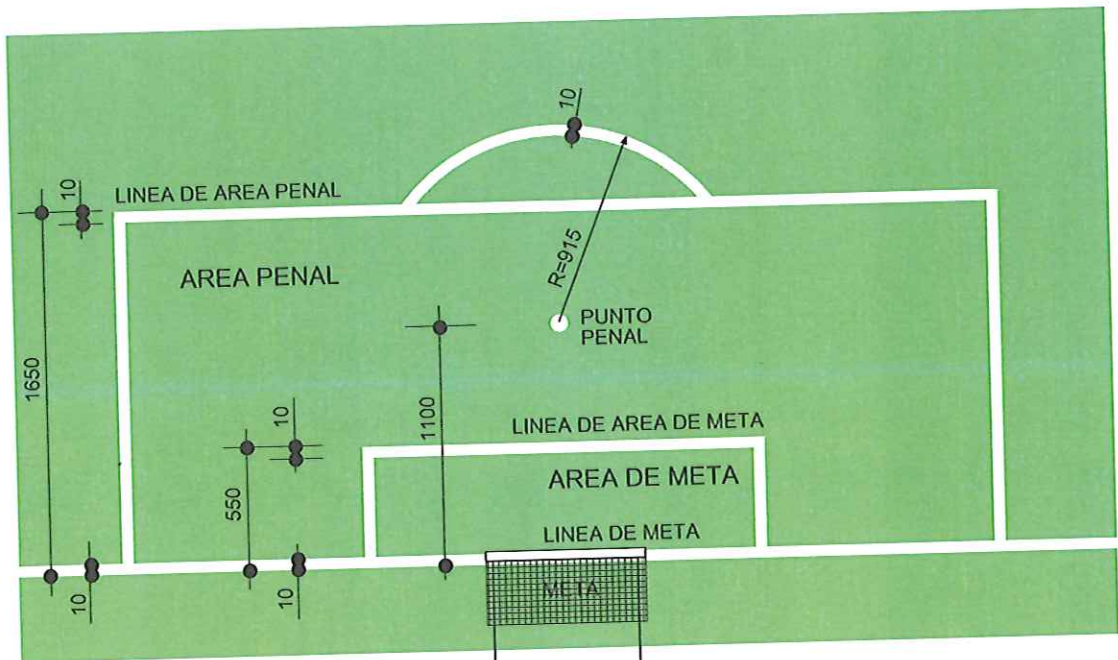 10
10
LINEA DE AREA PENAL
AREA PENAL
R=915
PUNTO
PENAL
1650
1100
10
LINEA DE AREA DE META
550
AREA DE META
LINEA DE META
META
10
10